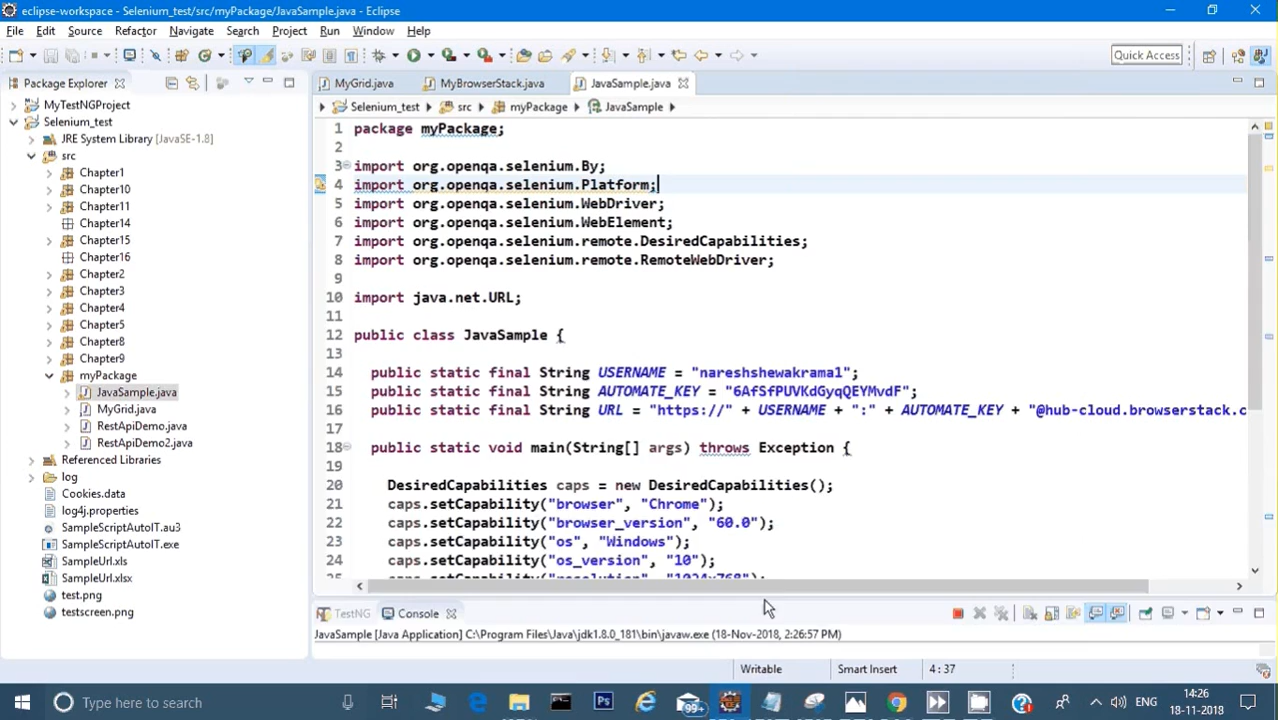 eclipse-workspace - Selenium_test/src/myPackage/JavaSample.java - Eclipse
File Edit Source Refactor Navigate Search Project Run Window Help
Quick Access
Package Explorer
MyTestNGProject
Selenium_test
JRE System Library [JavaSE-1.8]
src
Chapter1
Chapter10
Chapter11
Chapter14
Chapter15
Chapter16
Chapter2
Chapter3
Chapter4
Chapter5
Chapter8
Chapter9
myPackage
JavaSample.java
MyGrid.java
RestApiDemo.java
RestApiDemo2.java
Referenced Libraries
log
Cookies.data
log4j.properties
SampleScriptAutoIT.au3
SampleScriptAutoIT.exe
SampleUrl.xls
SampleUrl.xlsx
test.png
testscreen.png
MyGrid.java MyBrowserStack.java JavaSample.java
Selenium_test src myPackage JavaSample
1 package myPackage;
2
3 import org.openqa.selenium.By;
4 import org.openqa.selenium.Platform;
5 import org.openqa.selenium.WebDriver;
6 import org.openqa.selenium.WebElement;
7 import org.openqa.selenium.remote.DesiredCapabilities;
8 import org.openqa.selenium.remote.RemoteWebDriver;
9
10 import java.net.URL;
11
12 public class JavaSample {
13
14 public static final String USERNAME = "nareshshewakrama1";
15 public static final String AUTOMATE_KEY = "6AfSfPUVKdGyqQEYMvdF";
16 public static final String URL = "https://" + USERNAME + ":" + AUTOMATE_KEY + "@hub-cloud.browserstack.c
17
18 public static void main(String[] args) throws Exception {
19
20 DesiredCapabilities caps = new DesiredCapabilities();
21 caps.setCapability("browser", "Chrome");
22 caps.setCapability("browser_version", "60.0");
23 caps.setCapability("os", "Windows");
24 caps.setCapability("os_version", "10");
25 caps.setCapability("resolution", "1024x768");
TestNG Console
JavaSample [Java Application] C:\Program Files\Java\jdk1.8.0_181\bin\javaw.exe (18-Nov-2018, 2:26:57 PM)
Writable Smart Insert 4 : 37
Type here to search
99+
ENG
14:26
18-11-2018